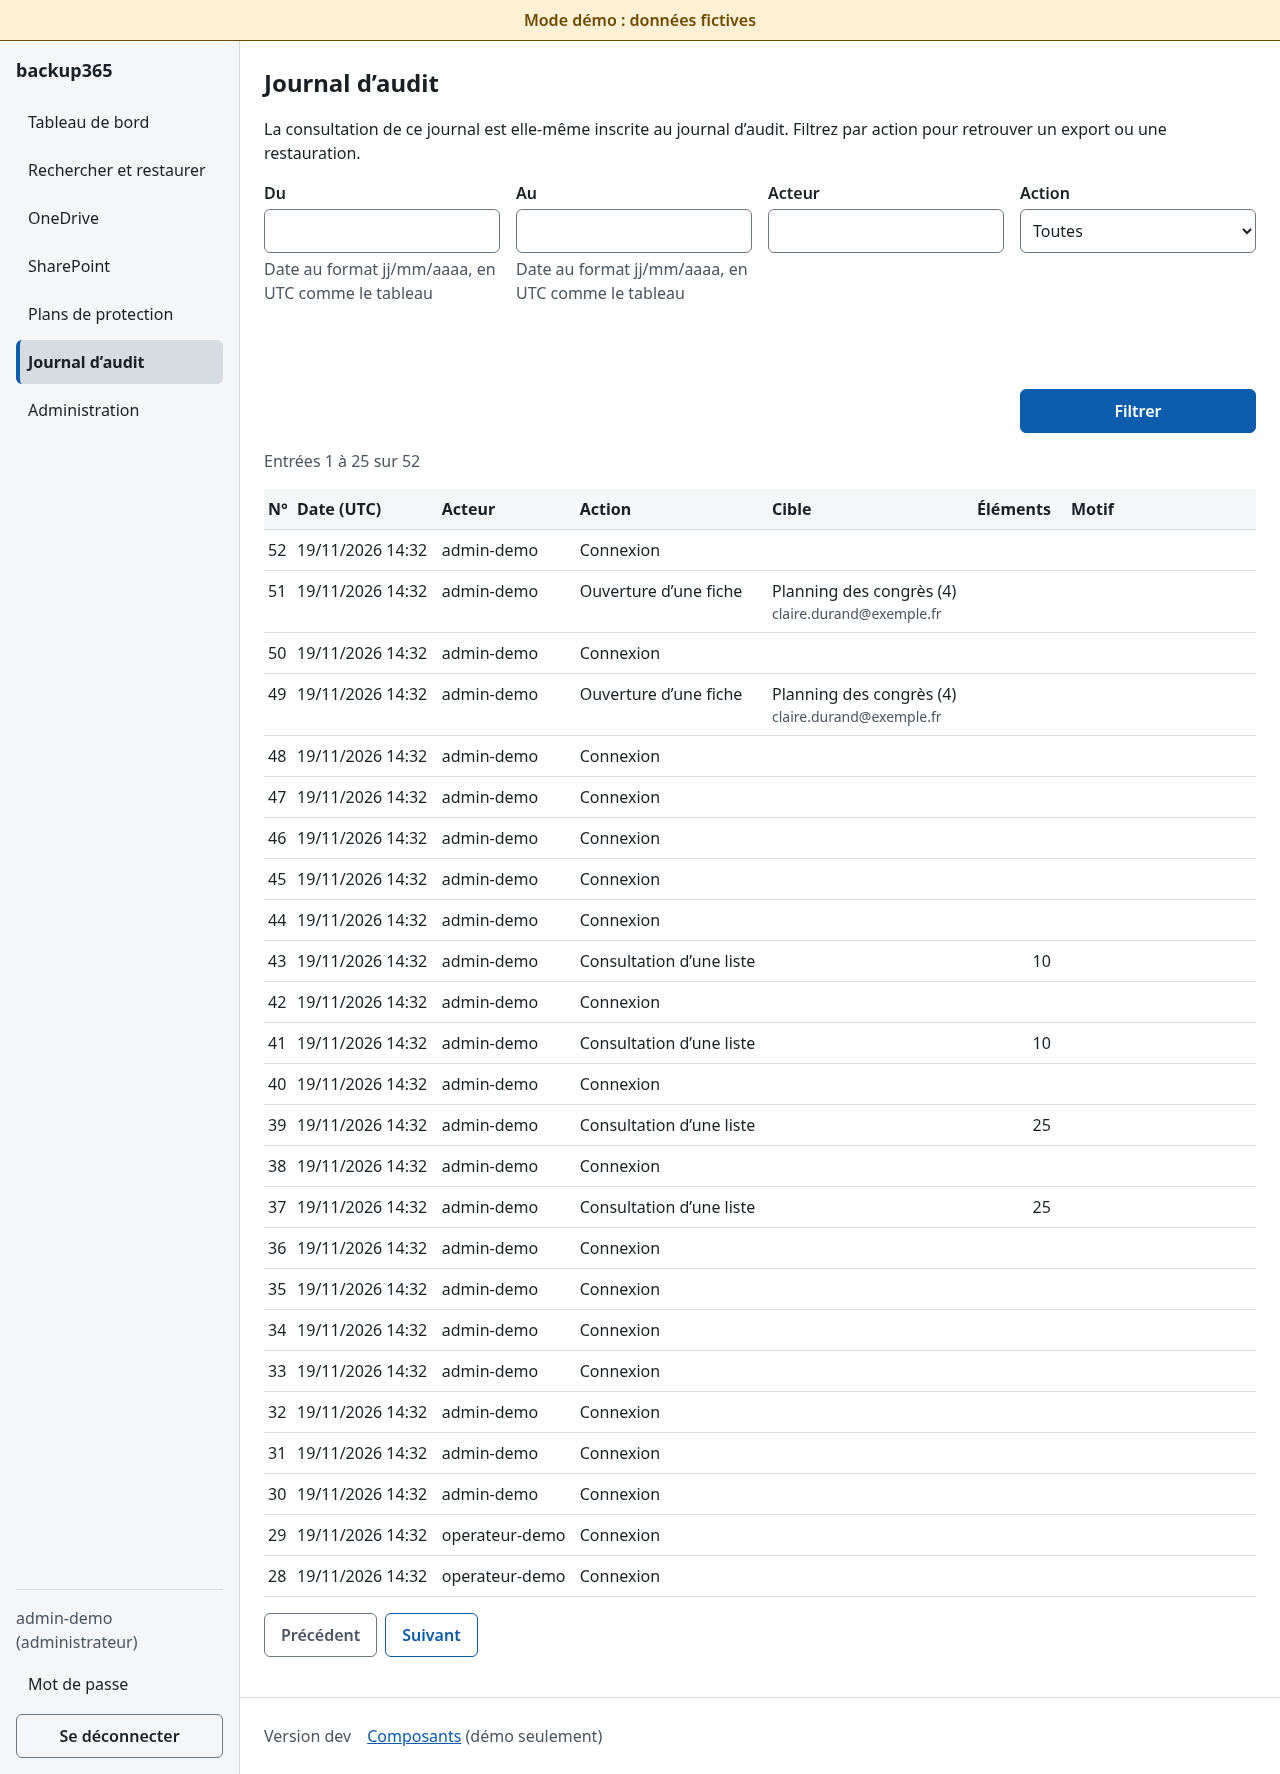 Mode démo : données fictives
backup365
Tableau de bord
Rechercher et restaurer
OneDrive
SharePoint
Plans de protection
Journal d’audit
Administration
admin-demo
(administrateur)
Mot de passe
Se déconnecter
Journal d’audit
La consultation de ce journal est elle-même inscrite au journal d’audit. Filtrez par action pour retrouver un export ou une
restauration.
Du Au Acteur Action
Toutes
Date au format jj/mm/aaaa, en Date au format jj/mm/aaaa, en
UTC comme le tableau UTC comme le tableau
Filtrer
Entrées 1 à 25 sur 52
N° Date (UTC) Acteur Action Cible Éléments Motif
52 19/11/2026 14:32 admin-demo Connexion
51 19/11/2026 14:32 admin-demo Ouverture d’une fiche Planning des congrès (4)
claire.durand@exemple.fr
50 19/11/2026 14:32 admin-demo Connexion
49 19/11/2026 14:32 admin-demo Ouverture d’une fiche Planning des congrès (4)
claire.durand@exemple.fr
48 19/11/2026 14:32 admin-demo Connexion
47 19/11/2026 14:32 admin-demo Connexion
46 19/11/2026 14:32 admin-demo Connexion
45 19/11/2026 14:32 admin-demo Connexion
44 19/11/2026 14:32 admin-demo Connexion
43 19/11/2026 14:32 admin-demo Consultation d’une liste 10
42 19/11/2026 14:32 admin-demo Connexion
41 19/11/2026 14:32 admin-demo Consultation d’une liste 10
40 19/11/2026 14:32 admin-demo Connexion
39 19/11/2026 14:32 admin-demo Consultation d’une liste 25
38 19/11/2026 14:32 admin-demo Connexion
37 19/11/2026 14:32 admin-demo Consultation d’une liste 25
36 19/11/2026 14:32 admin-demo Connexion
35 19/11/2026 14:32 admin-demo Connexion
34 19/11/2026 14:32 admin-demo Connexion
33 19/11/2026 14:32 admin-demo Connexion
32 19/11/2026 14:32 admin-demo Connexion
31 19/11/2026 14:32 admin-demo Connexion
30 19/11/2026 14:32 admin-demo Connexion
29 19/11/2026 14:32 operateur-demo Connexion
28 19/11/2026 14:32 operateur-demo Connexion
Précédent Suivant
Version dev Composants (démo seulement)